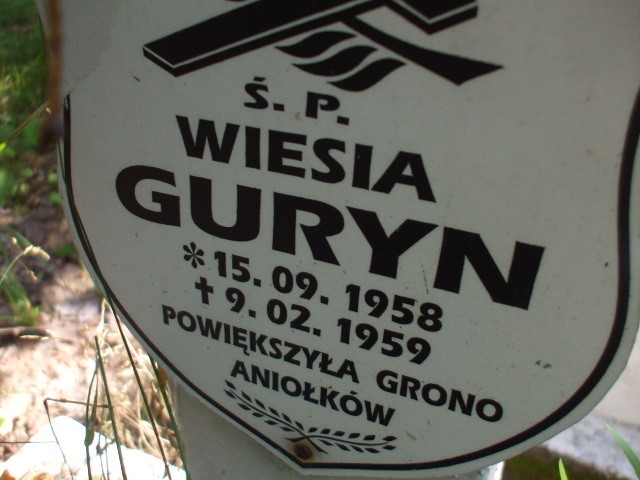 Ś. P.
WIESIA
GURYN
* 15. 09. 1958
✝ 9. 02. 1959
POWIĘKSZYŁA GRONO
ANIOŁKÓW